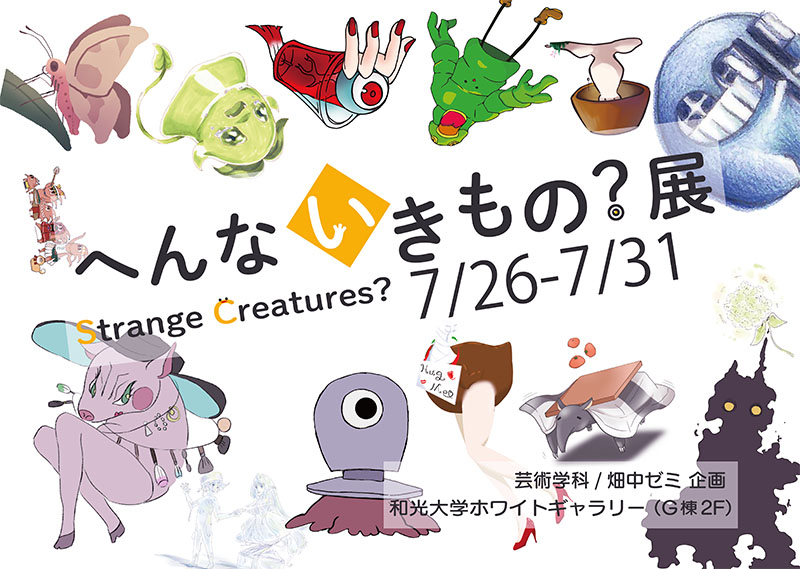 へんないきもの?展
Strange Creatures?
7/26-7/31
Hug
Me
芸術学科 / 畑中ゼミ 企画
和光大学ホワイトギャラリー（G棟2F）